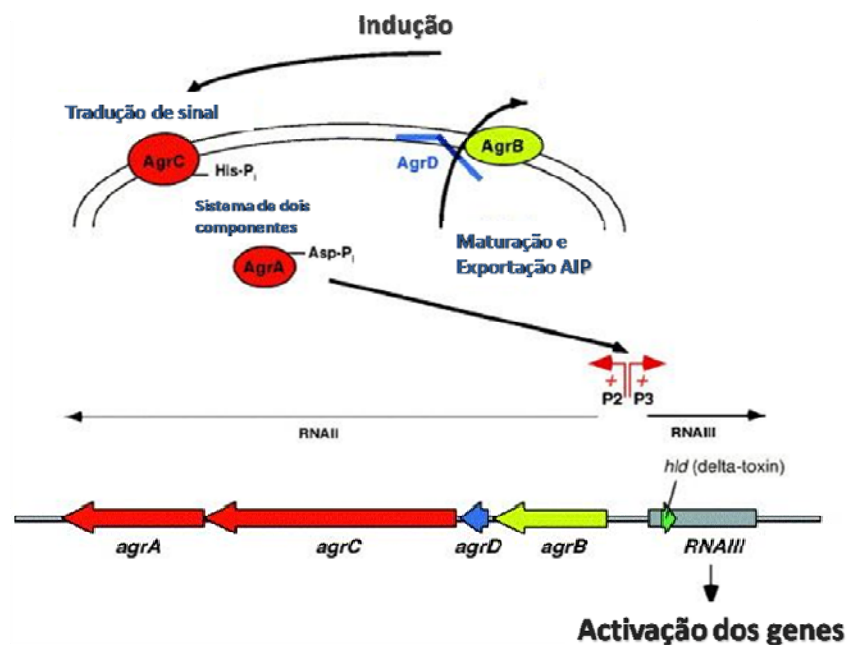 Indução
Tradução de sinal
AgrC
His-Pi
AgrD
AgrB
Sistema de dois
componentes
Maturação e
Exportação AIP
AgrA
Asp-Pi
+ +
P2 P3
RNAII
RNAIII
hld (delta-toxin)
agrA
agrC
agrD
agrB
RNAIII
Activação dos genes